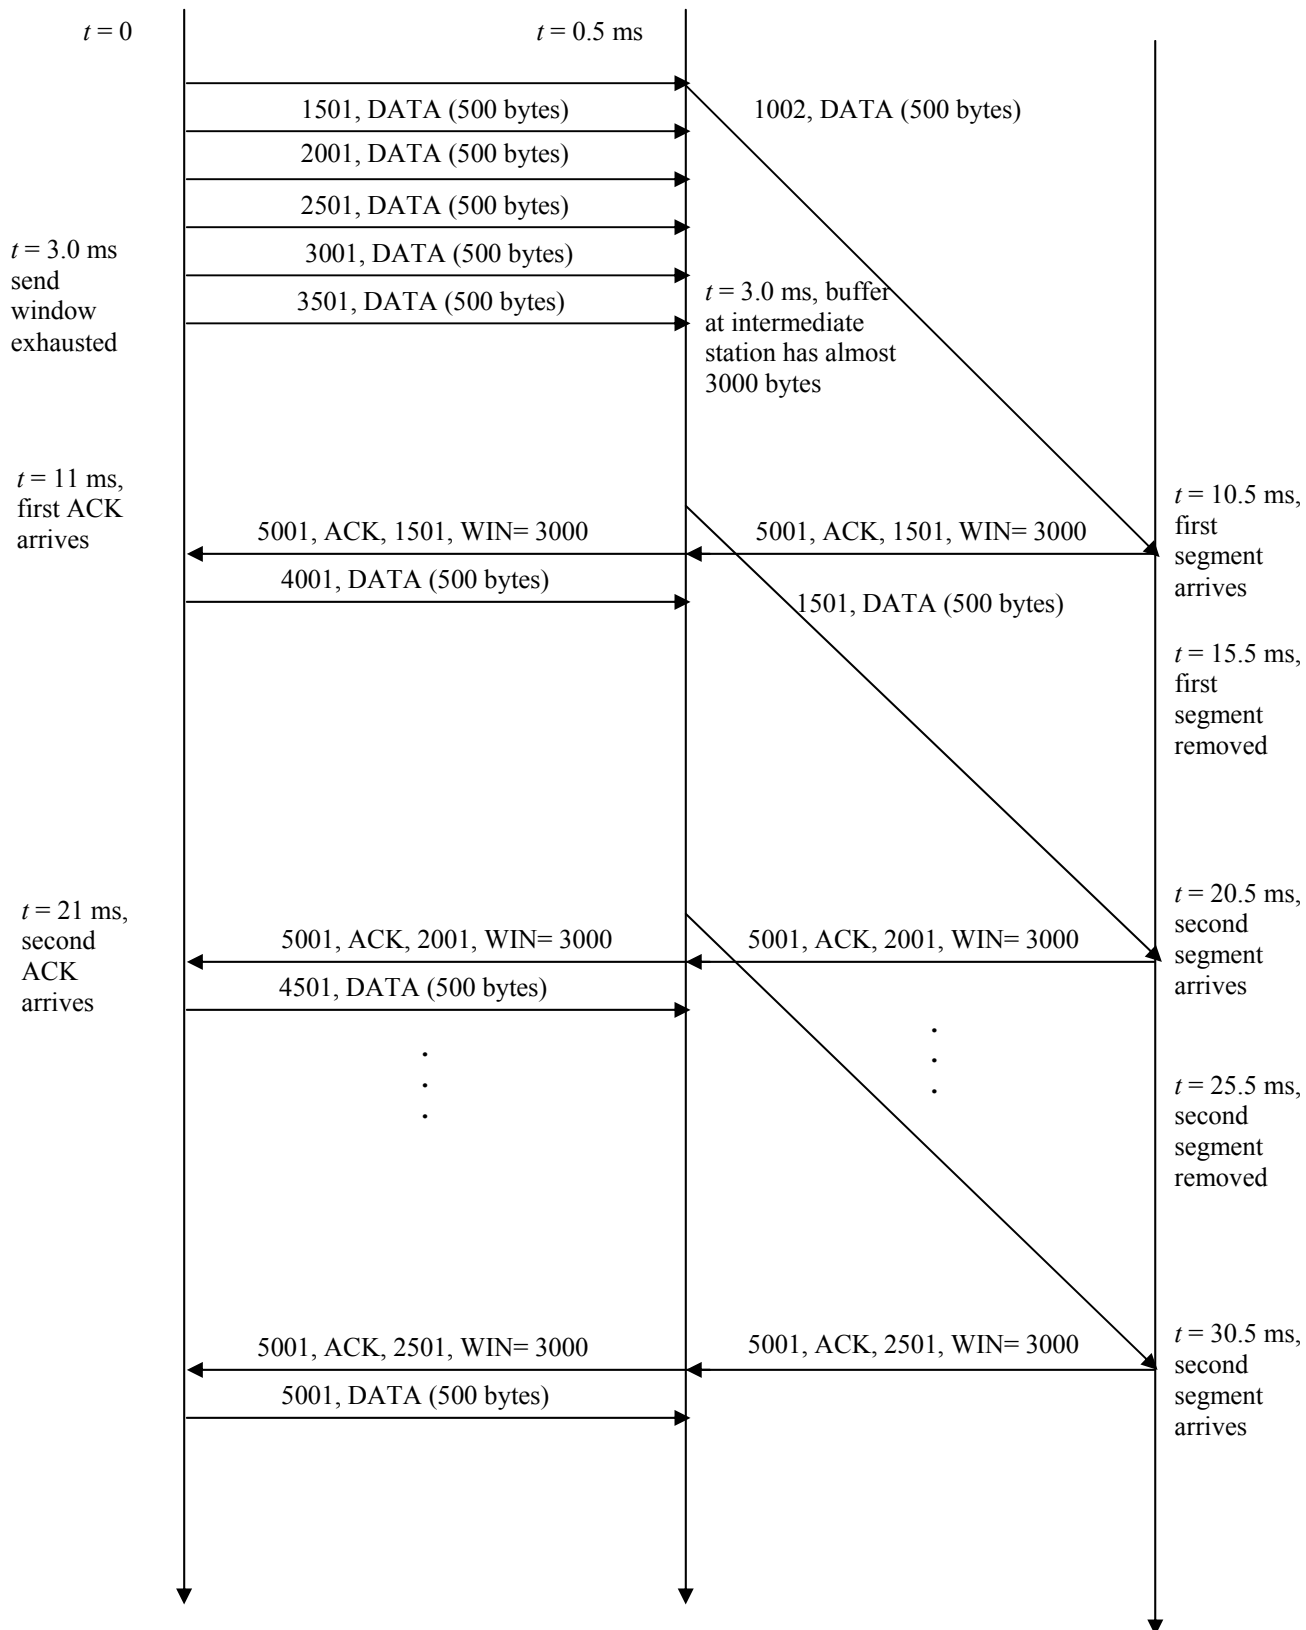 t = 0
t = 0.5 ms
1501, DATA (500 bytes)
1002, DATA (500 bytes)
2001, DATA (500 bytes)
2501, DATA (500 bytes)
t = 3.0 ms
send
window
exhausted
3001, DATA (500 bytes)
3501, DATA (500 bytes)
t = 3.0 ms, buffer
at intermediate
station has almost
3000 bytes
t = 11 ms,
first ACK
arrives
5001, ACK, 1501, WIN= 3000
5001, ACK, 1501, WIN= 3000
t = 10.5 ms,
first
segment
arrives
4001, DATA (500 bytes)
1501, DATA (500 bytes)
t = 15.5 ms,
first
segment
removed
t = 21 ms,
second
ACK
arrives
5001, ACK, 2001, WIN= 3000
5001, ACK, 2001, WIN= 3000
t = 20.5 ms,
second
segment
arrives
4501, DATA (500 bytes)
t = 25.5 ms,
second
segment
removed
5001, ACK, 2501, WIN= 3000
5001, ACK, 2501, WIN= 3000
t = 30.5 ms,
second
segment
arrives
5001, DATA (500 bytes)